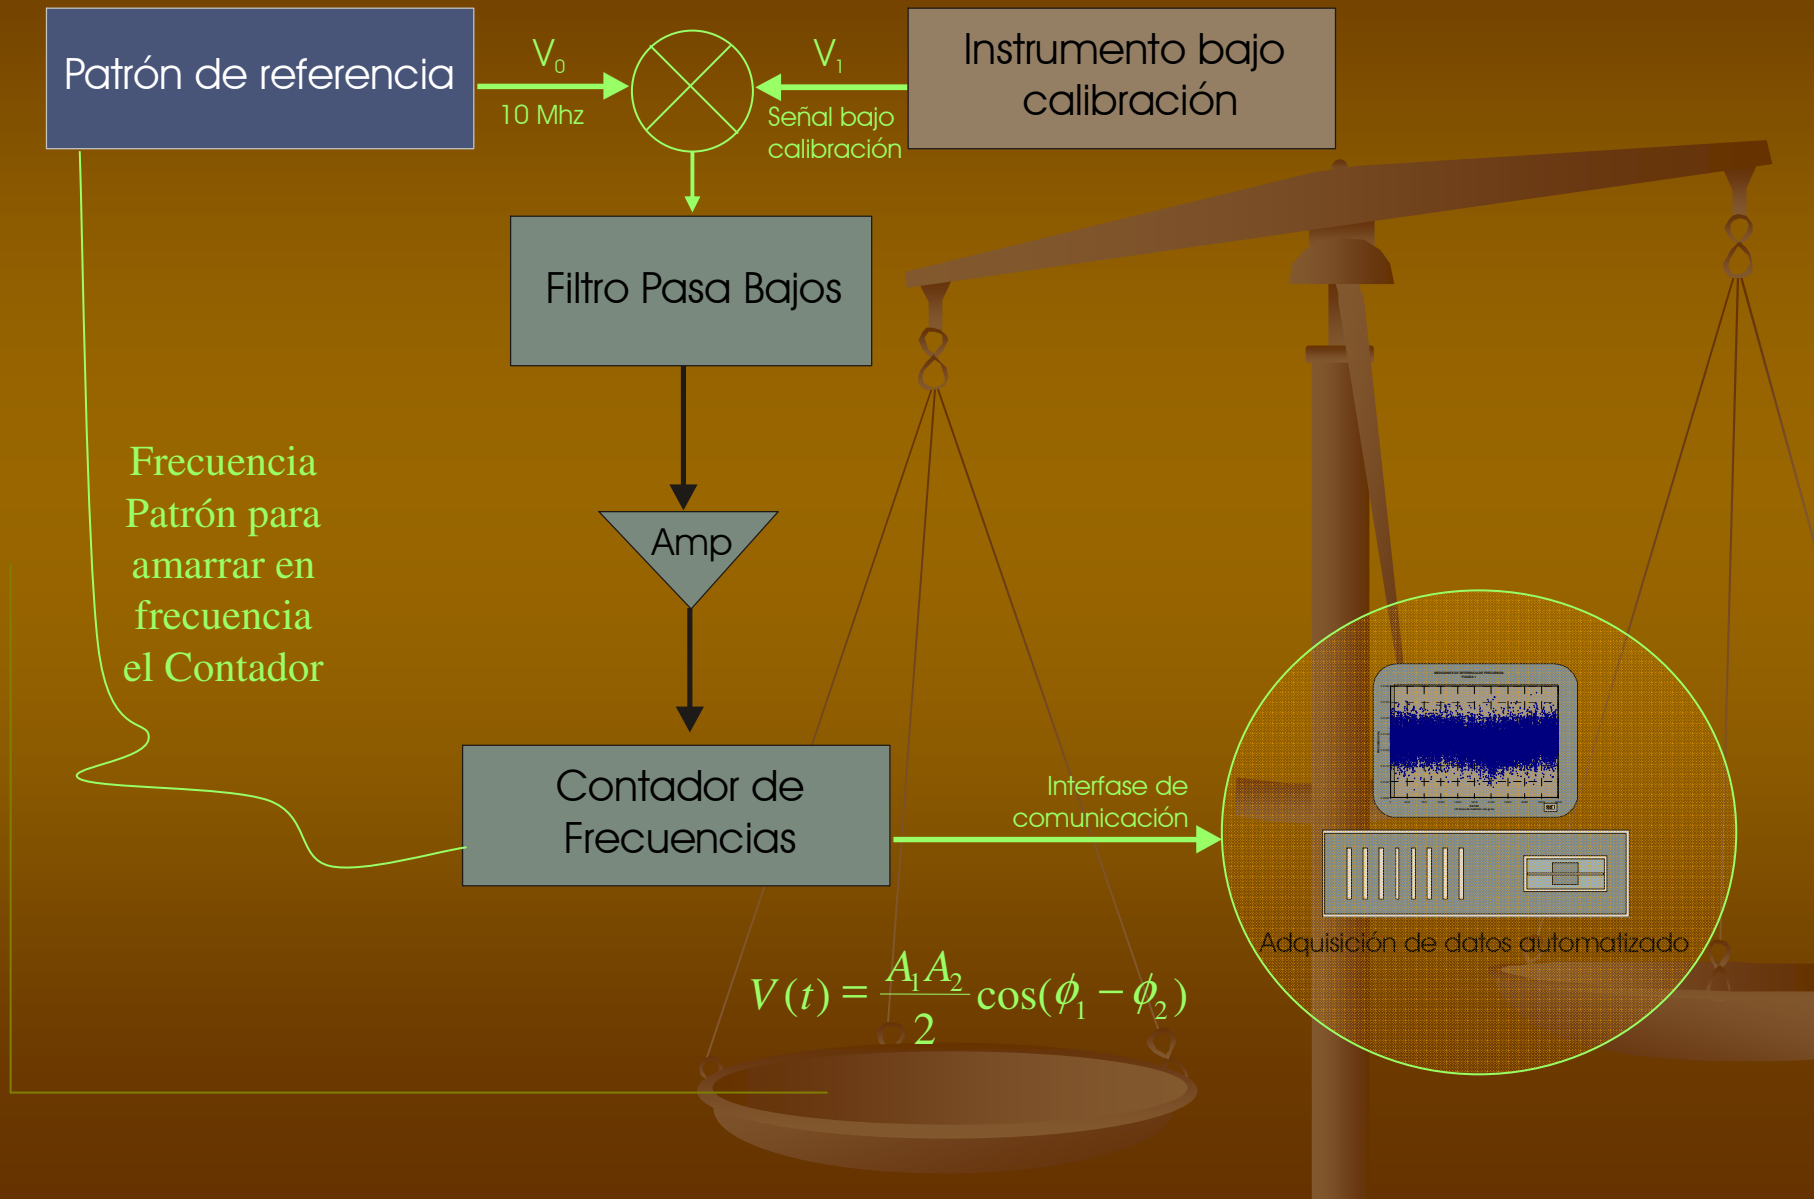 Patrón de referencia
V0
10 Mhz
V1
Señal bajo
calibración
Instrumento bajo
calibración
Filtro Pasa Bajos
Amp
Frecuencia
Patrón para
amarrar en
frecuencia
el Contador
Contador de
Frecuencias
Interfase de
comunicación
Adquisición de datos automatizado
V(t) = A1A2/2 cos(ϕ1 − ϕ2)